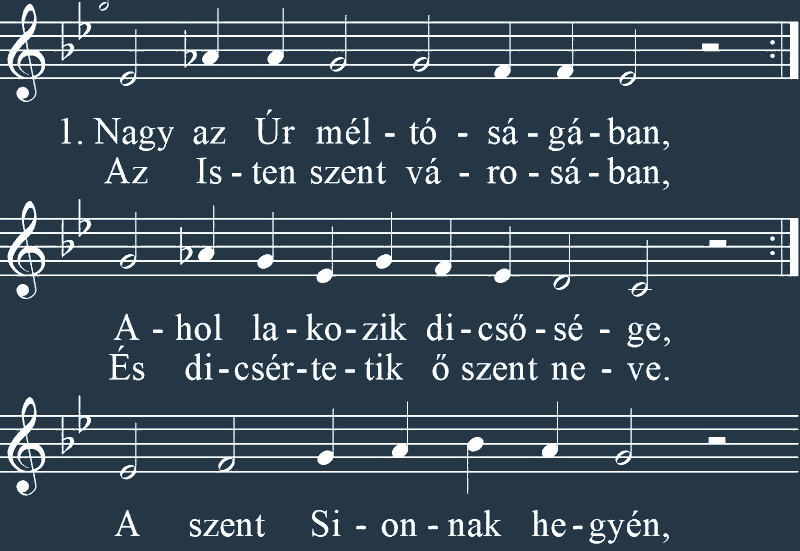 1. Nagy az Úr mél - tó - sá - gá - ban,
Az Is - ten szent vá - ro - sá - ban,
A - hol la - ko - zik di - cső - sé - ge,
És di - csér - te - tik ő szent ne - ve.
A szent Si - on - nak he - gyén,